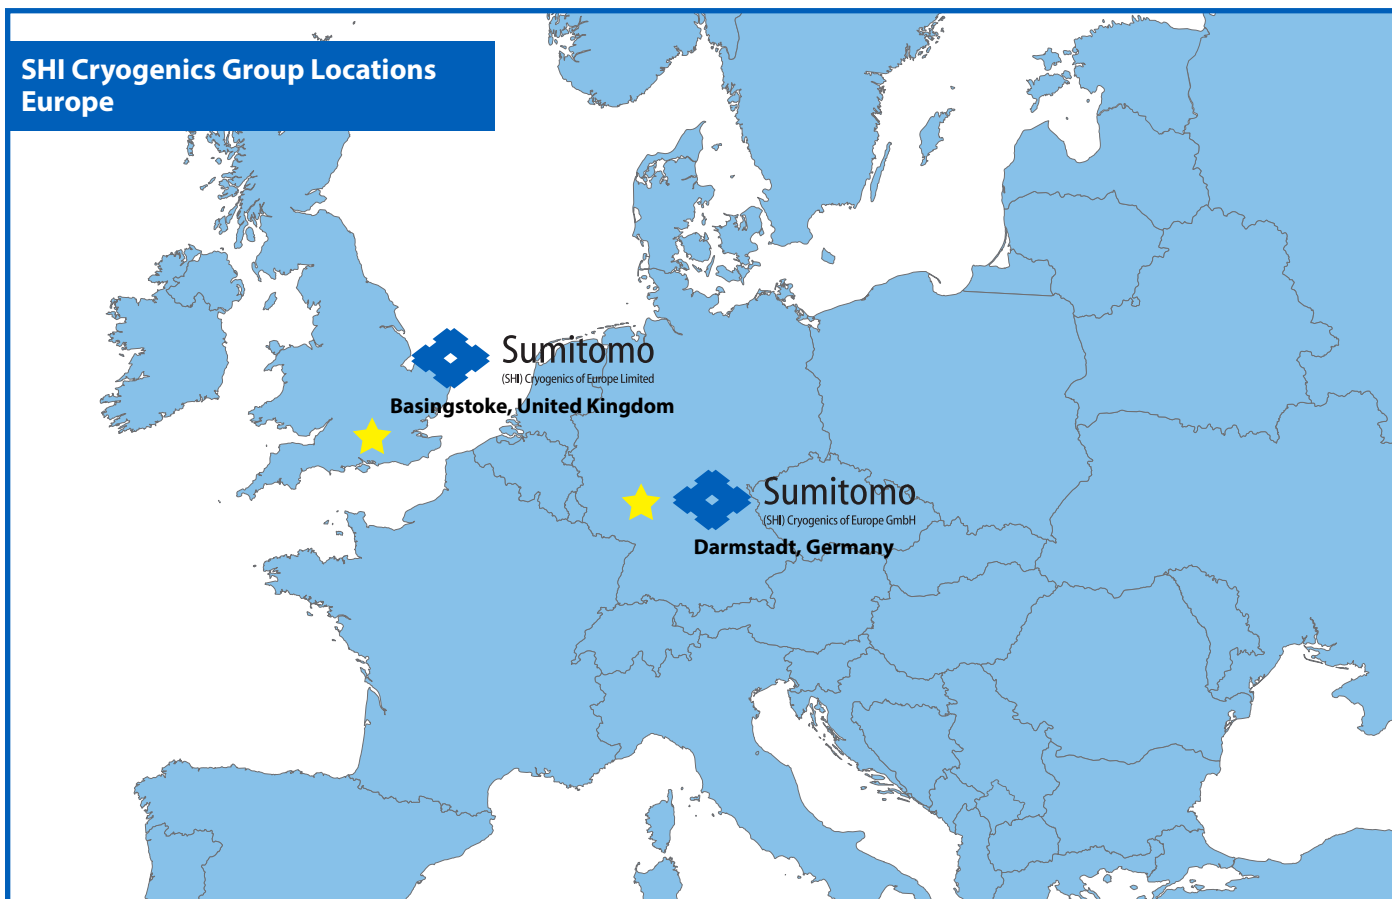 SHI Cryogenics Group Locations
Europe
Sumitomo
(SHI) Cryogenics of Europe Limited
Basingstoke, United Kingdom
Sumitomo
(SHI) Cryogenics of Europe GmbH
Darmstadt, Germany